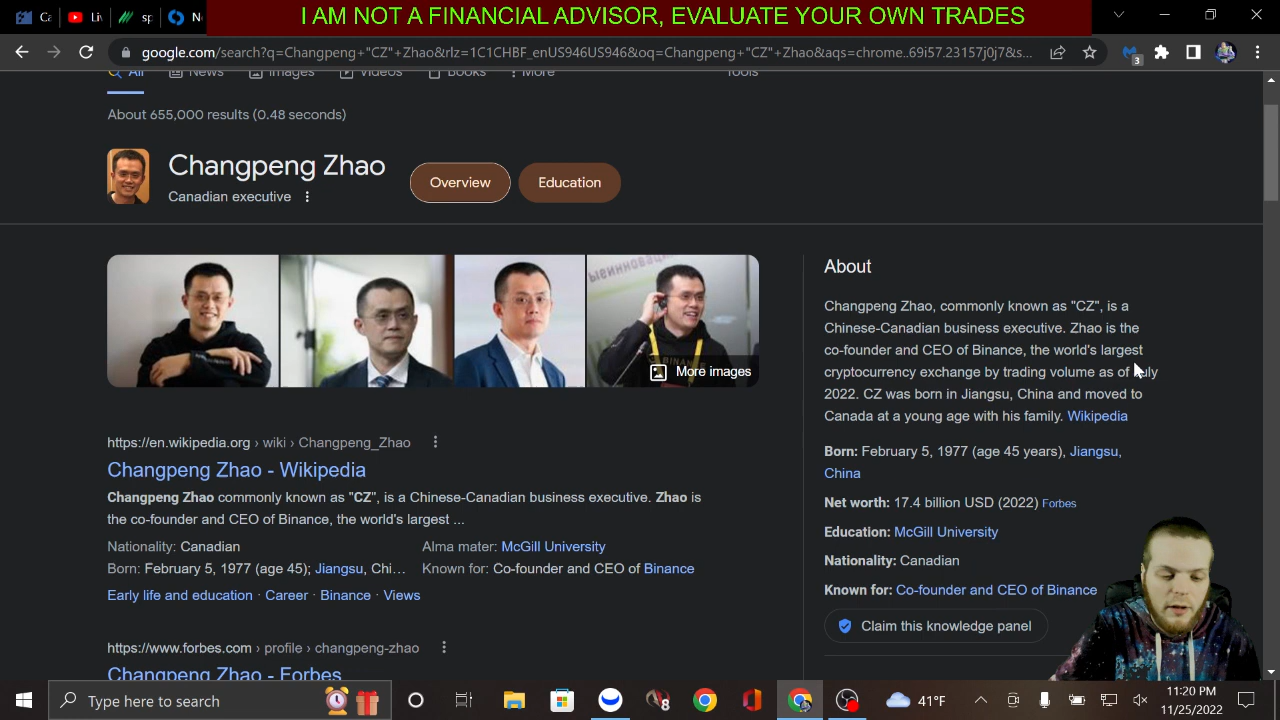 I AM NOT A FINANCIAL ADVISOR, EVALUATE YOUR OWN TRADES
Ca
Liv
sp
google.com/search?q=Changpeng+"CZ"+Zhao&rlz=1C1CHBF_enUS946US946&oq=Changpeng+"CZ"+Zhao&aqs=chrome..69i57.23157j0j7&s...
3
All
News
Images
Videos
Books
More
Tools
About 655,000 results (0.48 seconds)
Changpeng Zhao
Canadian executive
Overview
Education
More images
https://en.wikipedia.org › wiki › Changpeng_Zhao
Changpeng Zhao - Wikipedia
Changpeng Zhao commonly known as "CZ", is a Chinese-Canadian business executive. Zhao is
the co-founder and CEO of Binance, the world's largest ...
Nationality: Canadian
Alma mater: McGill University
Born: February 5, 1977 (age 45); Jiangsu, Chi...
Known for: Co-founder and CEO of Binance
Early life and education · Career · Binance · Views
https://www.forbes.com › profile › changpeng-zhao
Changpeng Zhao - Forbes
About
Changpeng Zhao, commonly known as "CZ", is a
Chinese-Canadian business executive. Zhao is the
co-founder and CEO of Binance, the world's largest
cryptocurrency exchange by trading volume as of July
2022. CZ was born in Jiangsu, China and moved to
Canada at a young age with his family. Wikipedia
Born: February 5, 1977 (age 45 years), Jiangsu,
China
Net worth: 17.4 billion USD (2022) Forbes
Education: McGill University
Nationality: Canadian
Known for: Co-founder and CEO of Binance
Claim this knowledge panel
Type here to search
8
41°F
11:20 PM
11/25/2022